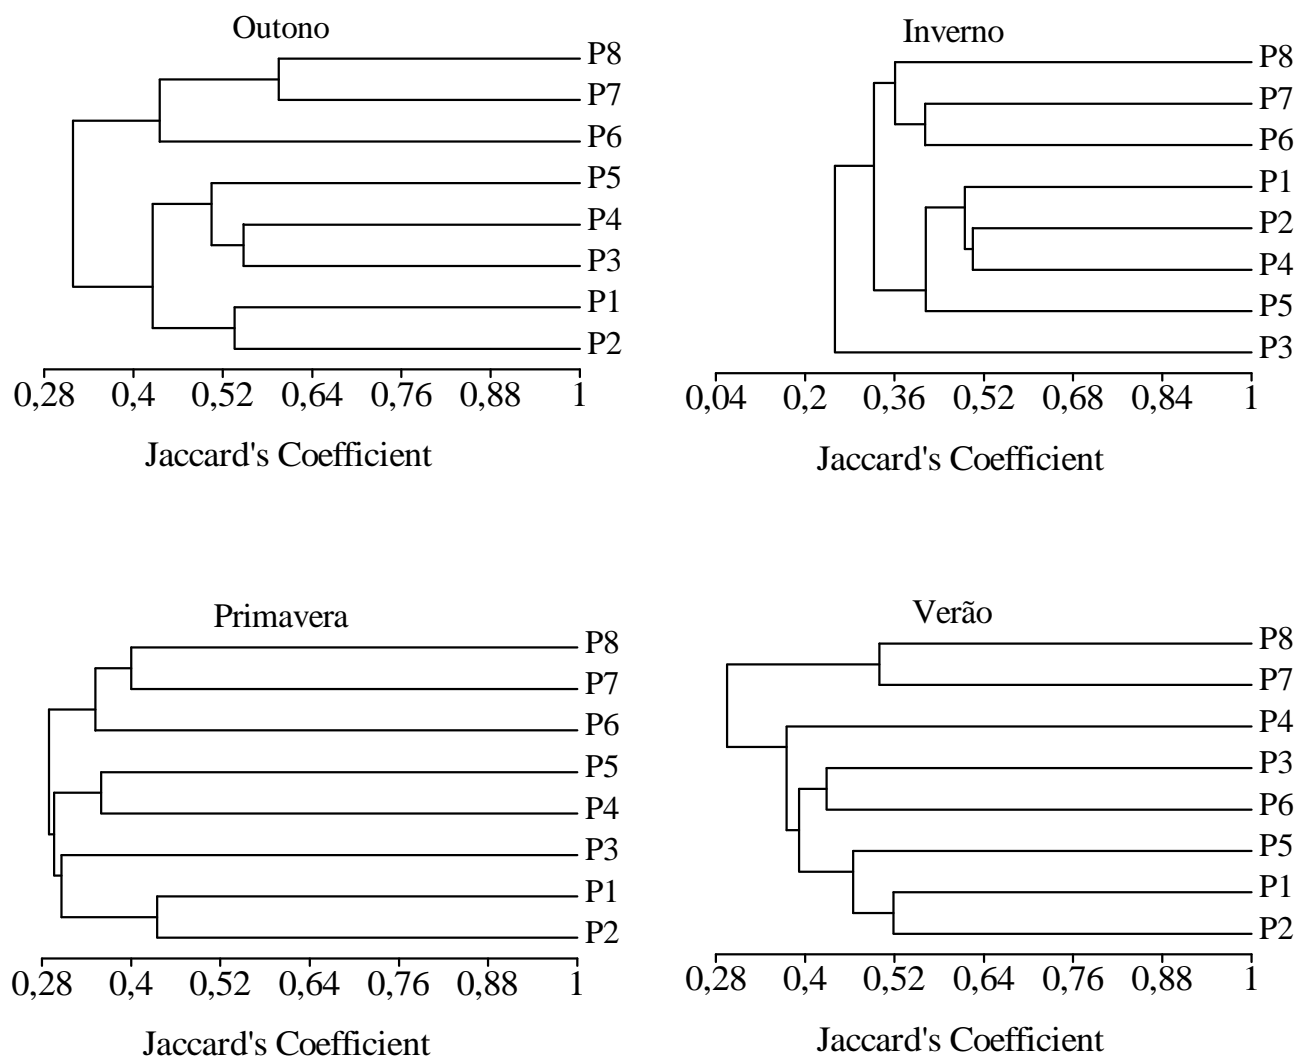 Outono
P8
P7
P6
P5
P4
P3
P1
P2
0,28 0,4 0,52 0,64 0,76 0,88 1
Jaccard's Coefficient
Inverno
P8
P7
P6
P1
P2
P4
P5
P3
0,04 0,2 0,36 0,52 0,68 0,84 1
Jaccard's Coefficient
Primavera
P8
P7
P6
P5
P4
P3
P1
P2
0,28 0,4 0,52 0,64 0,76 0,88 1
Jaccard's Coefficient
Verão
P8
P7
P4
P3
P6
P5
P1
P2
0,28 0,4 0,52 0,64 0,76 0,88 1
Jaccard's Coefficient